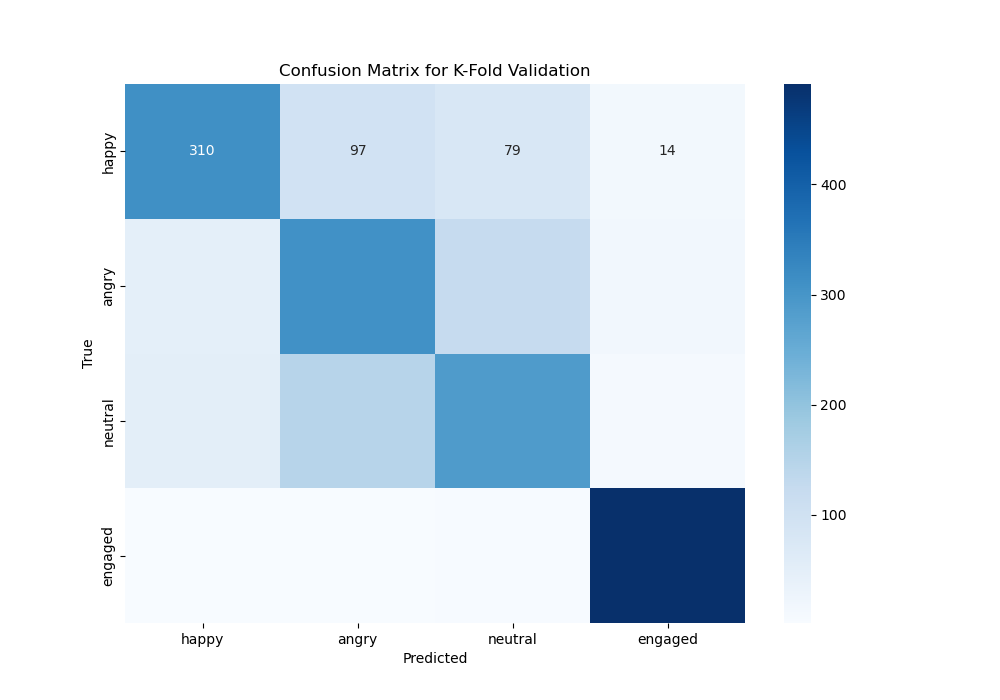 Confusion Matrix for K-Fold Validation
happy
310
97
79
14
angry
neutral
engaged
True
happy
angry
neutral
engaged
Predicted
400
300
200
100